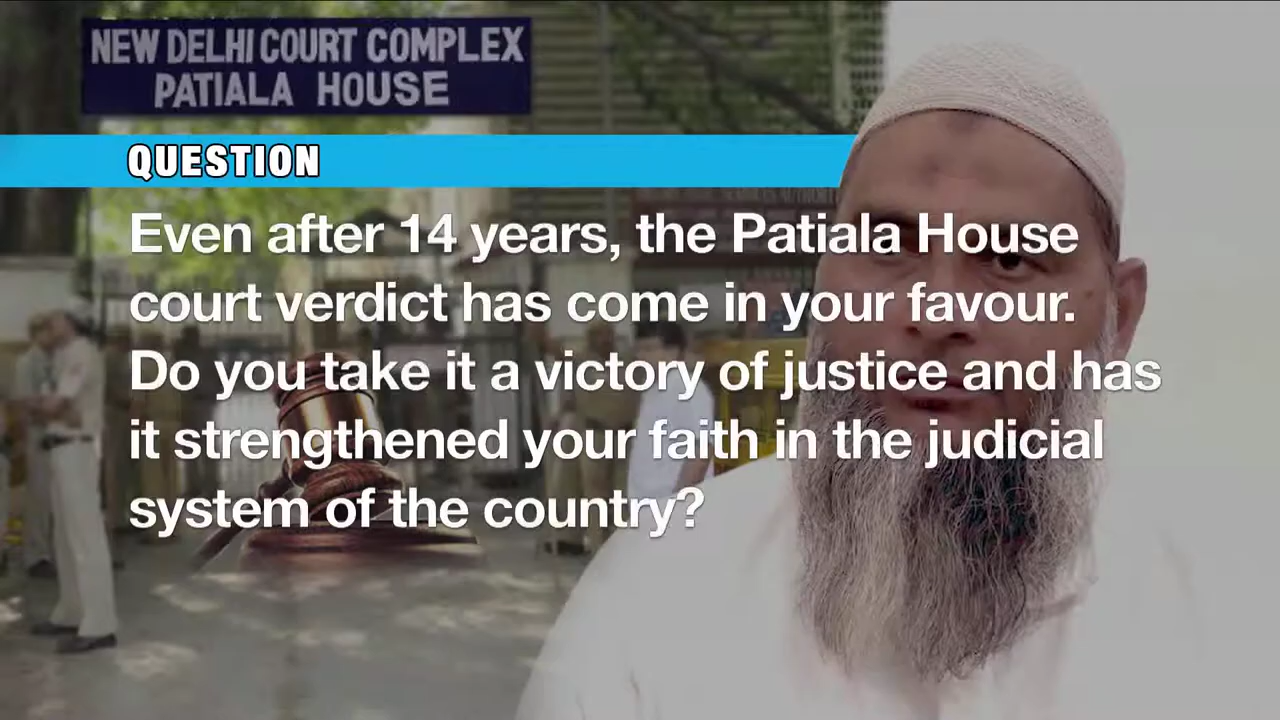 NEW DELHI COURT COMPLEX
PATIALA HOUSE
QUESTION
Even after 14 years, the Patiala House
court verdict has come in your favour.
Do you take it a victory of justice and has
it strengthened your faith in the judicial
system of the country?